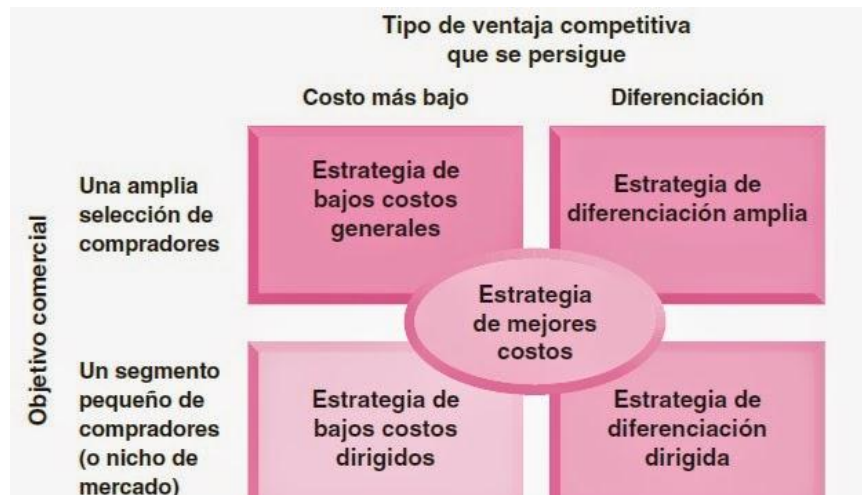 Tipo de ventaja competitiva
que se persigue
Costo más bajo
Diferenciación
Objetivo comercial
Una amplia
selección de
compradores
Estrategia de
bajos costos
generales
Estrategia de
diferenciación amplia
Estrategia
de mejores
costos
Un segmento
pequeño de
compradores
(o nicho de
mercado)
Estrategia de
bajos costos
dirigidos
Estrategia de
diferenciación
dirigida